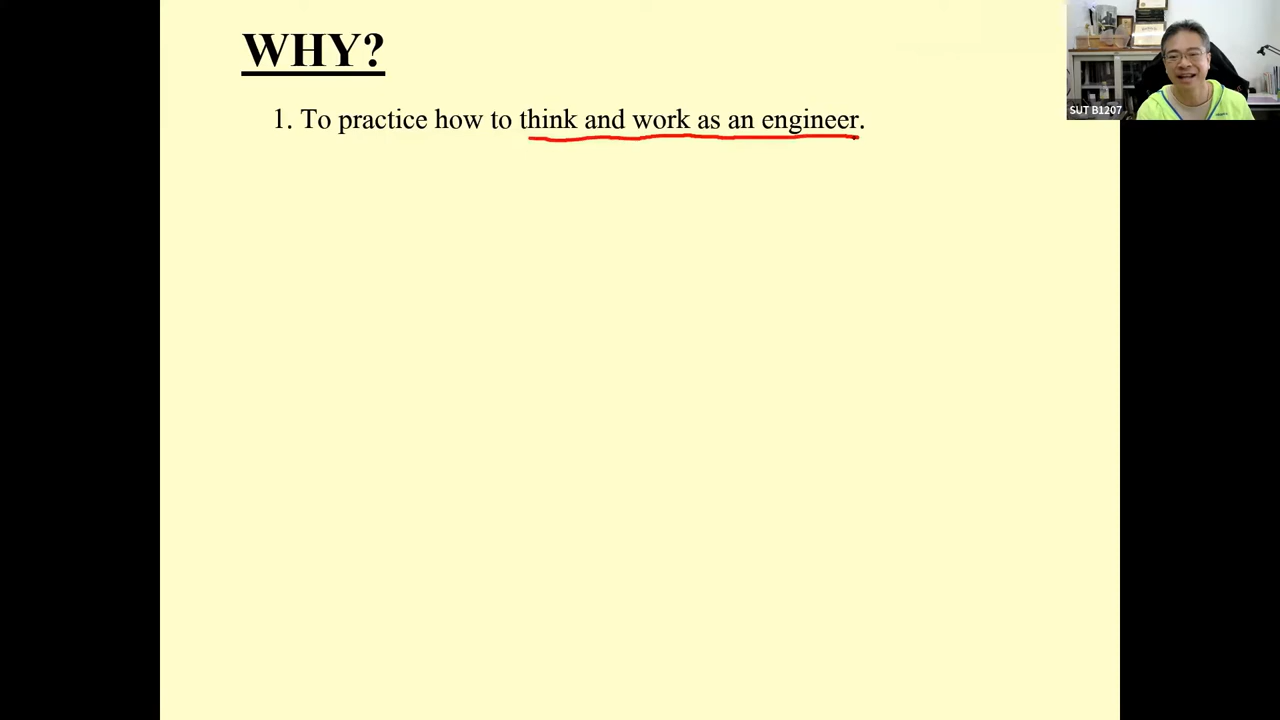 WHY?
1. To practice how to think and work as an engineer.
SUT B1207